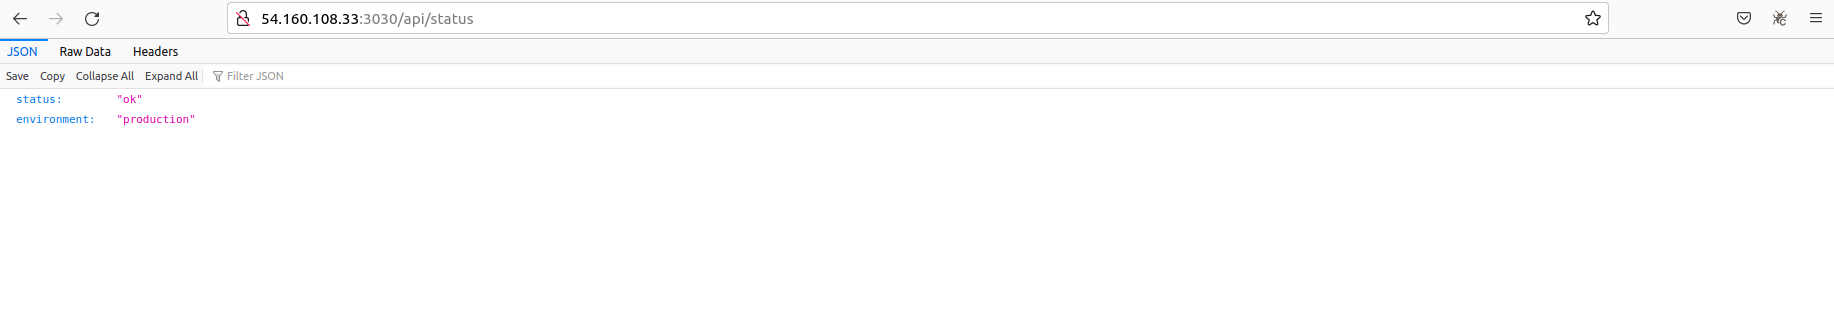 54.160.108.33:3030/api/status
JSON Raw Data Headers
Save Copy Collapse All Expand All Filter JSON
status: "ok"
environment: "production"